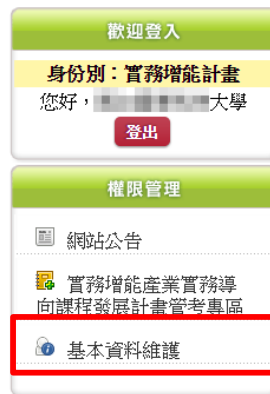 歡迎登入
身份別：實務增能計畫
您好，大學
登出
權限管理
網站公告
實務增能產業實務導
向課程發展計畫管考專區
基本資料維護